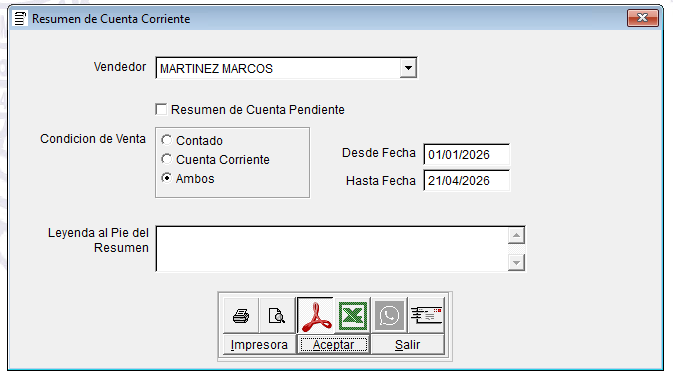 Resumen de Cuenta Corriente
Vendedor
MARTINEZ MARCOS
Resumen de Cuenta Pendiente
Condicion de Venta
Contado
Cuenta Corriente
Ambos
Desde Fecha
01/01/2026
Hasta Fecha
21/04/2026
Leyenda al Pie del
Resumen
Impresora
Aceptar
Salir